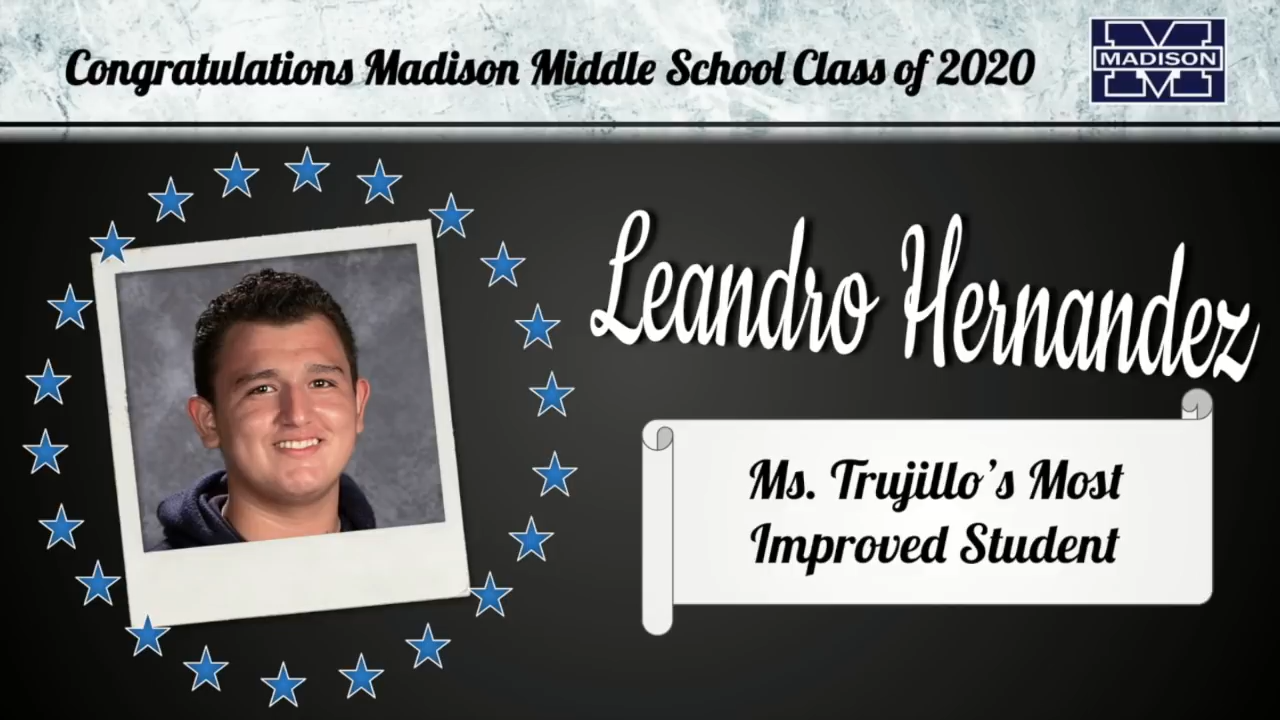 Congratulations Madison Middle School Class of 2020
MADISON
Leandro Hernandez
Ms. Trujillo's Most
Improved Student